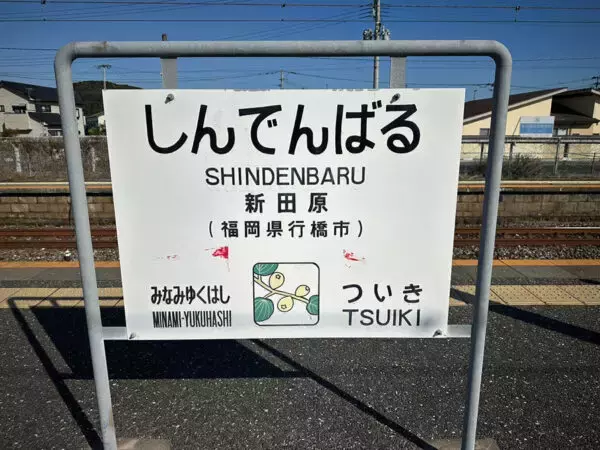 しんでんばる
SHINDENBARU
新田原
(福岡県行橋市)
みなみゆくはし
MINAMI-YUKUHASHI
ついき
TSUIKI